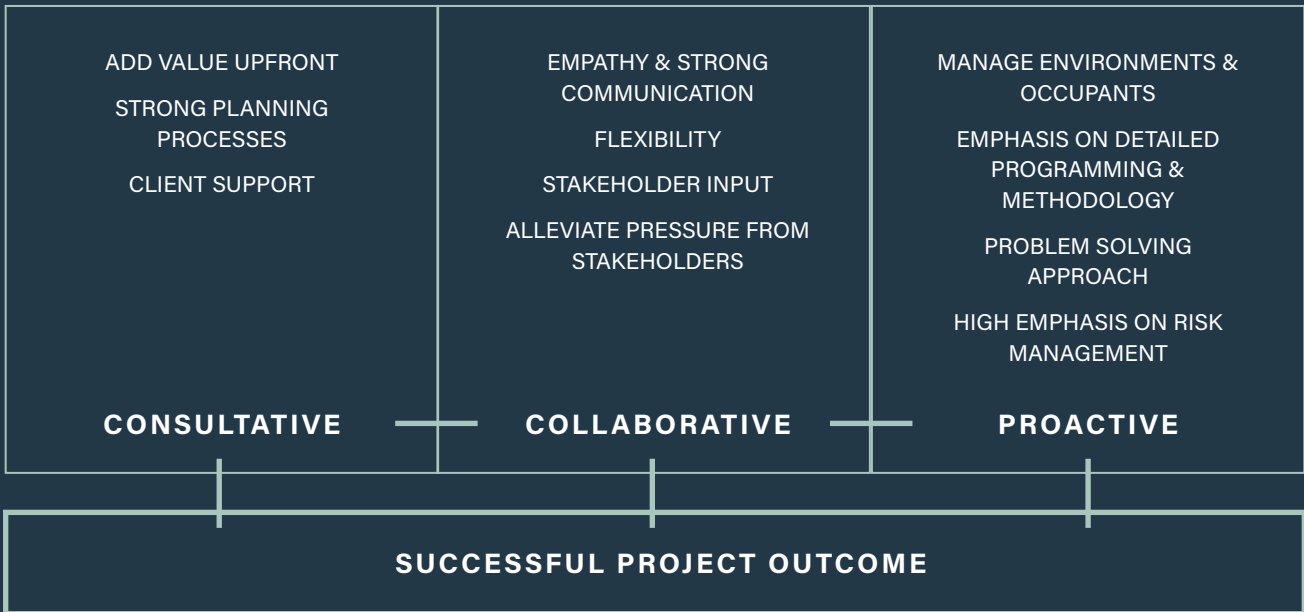 ADD VALUE UPFRONT
STRONG PLANNING
PROCESSES
CLIENT SUPPORT
CONSULTATIVE
EMPATHY & STRONG
COMMUNICATION
FLEXIBILITY
STAKEHOLDER INPUT
ALLEVIATE PRESSURE FROM
STAKEHOLDERS
COLLABORATIVE
MANAGE ENVIRONMENTS &
OCCUPANTS
EMPHASIS ON DETAILED
PROGRAMMING &
METHODOLOGY
PROBLEM SOLVING
APPROACH
HIGH EMPHASIS ON RISK
MANAGEMENT
PROACTIVE
SUCCESSFUL PROJECT OUTCOME